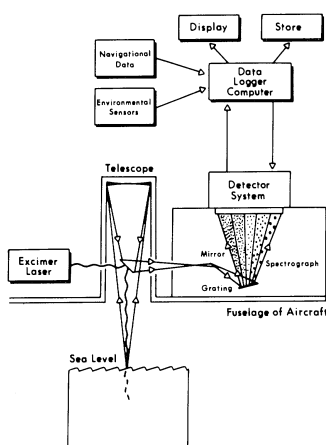 Display
Store
Navigational
Data
Environmental
Sensors
Data
Logger
Computer
Telescope
Detector
System
Excimer
Laser
Mirror
Spectrograph
Grating
Fuselage of Aircraft
Sea Level